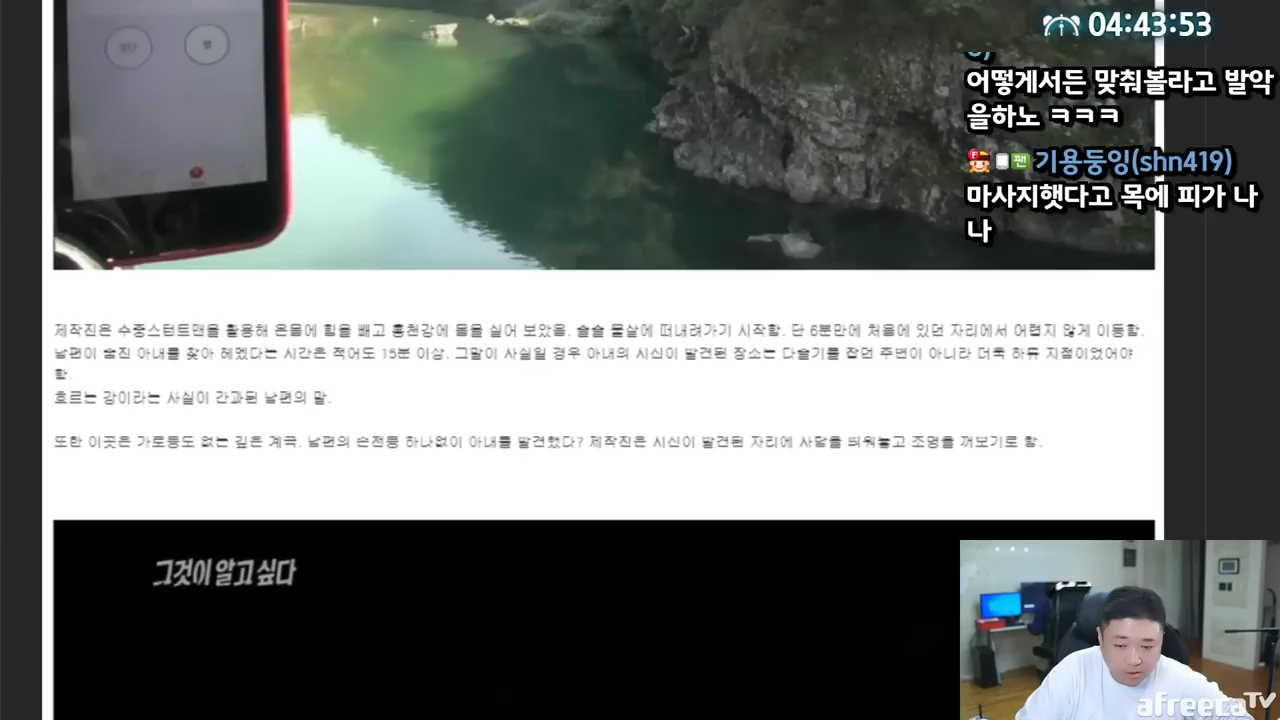 04:43:53
어떻게서든 맞춰볼라고 발악
을하노 ㅋㅋㅋ
팬 기용둥잉(shn419)
마사지햇다고 목에 피가 나
나
제작진은 수중스턴트맨을 활용해 온몸에 힘을 빼고 홍천강에 몸을 실어 보았음. 슬슬 물살에 떠내려가기 시작함. 단 6분만에 처음에 있던 자리에서 어렵지 않게 이동함.
남편이 숨진 아내를 찾아 헤맸다는 시간은 적어도 15분 이상. 그말이 사실일 경우 아내의 시신이 발견된 장소는 다슬기를 잡던 주변이 아니라 더욱 하류 지점이었어야
함.
흐르는 강이라는 사실이 간과된 남편의 말.
또한 이곳은 가로등도 없는 깊은 계곡. 남편의 손전등 하나없이 아내를 발견했다? 제작진은 시신이 발견된 자리에 사람을 띄워놓고 조명을 꺼보기로 함.
그것이 알고싶다
afreecaTV